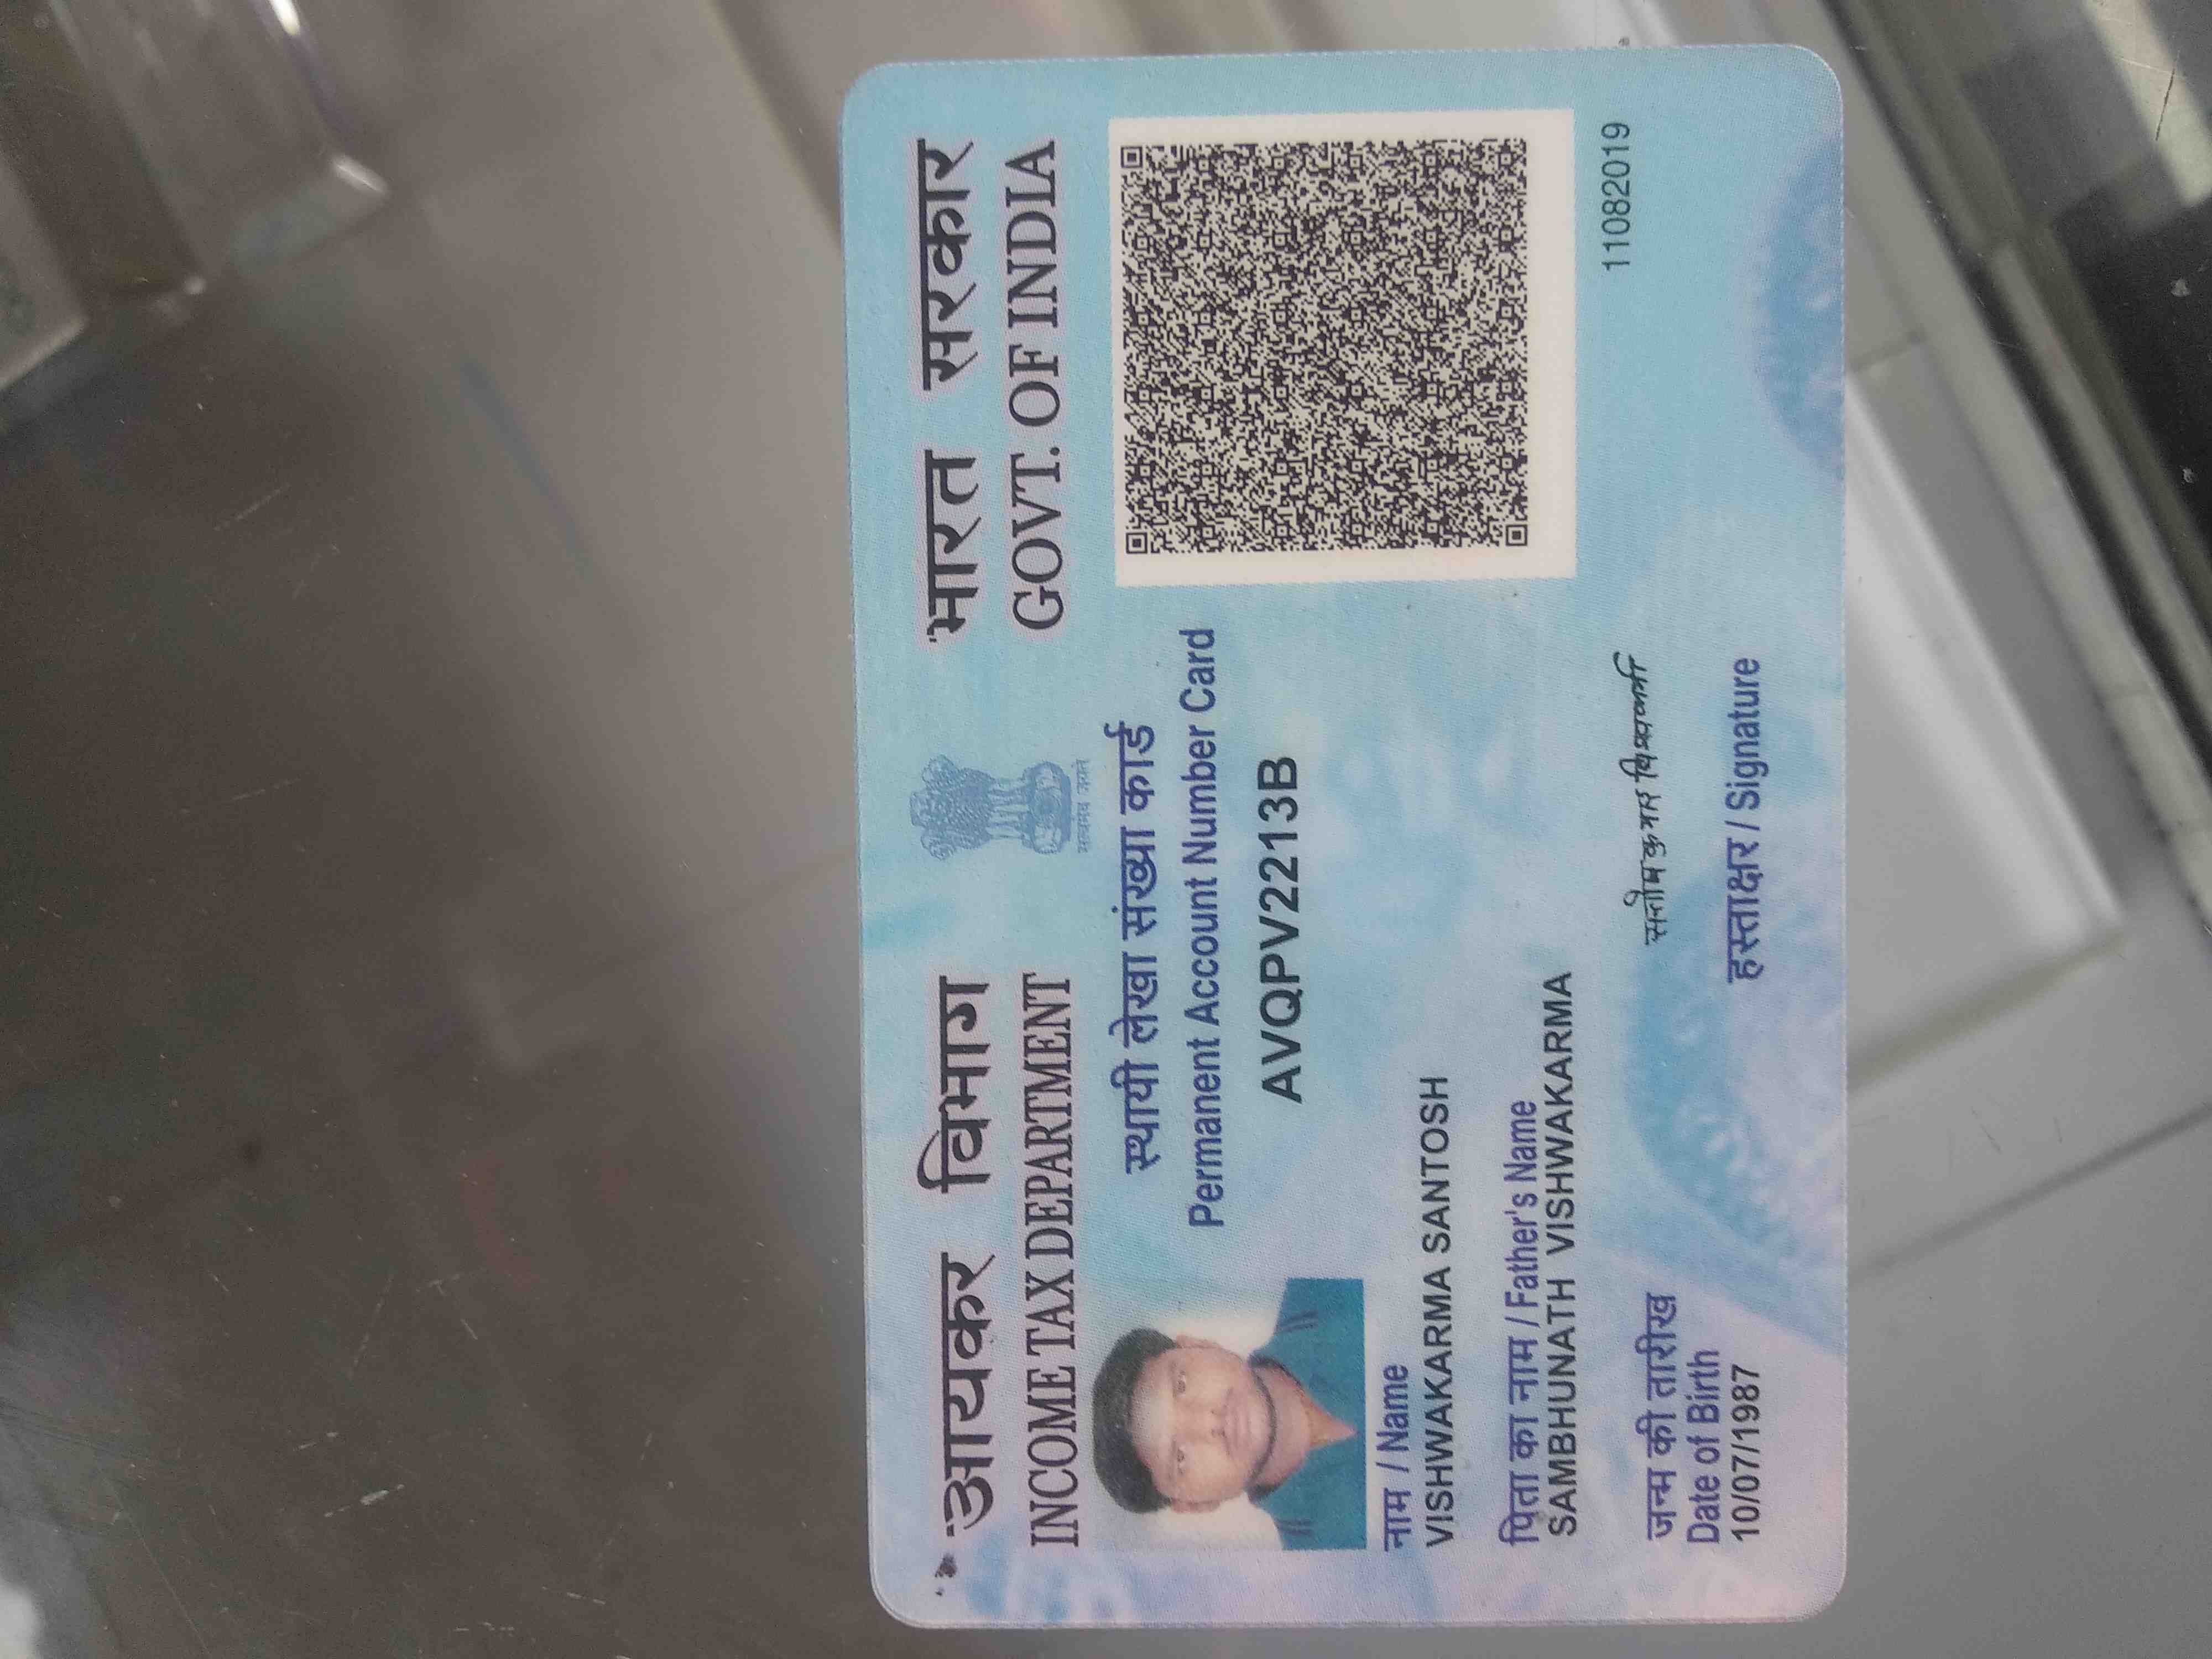 आयकर विभाग
INCOME TAX DEPARTMENT
सत्यमेव जयते
भारत सरकार
GOVT. OF INDIA
स्थायी लेखा संख्या कार्ड
Permanent Account Number Card
AVQPV2213B
नाम / Name
VISHWAKARMA SANTOSH
पिता का नाम / Father's Name
SAMBHUNATH VISHWAKARMA
जन्म की तारीख
Date of Birth
10/07/1987
सन्तोष कुमार विश्वकर्मा
हस्ताक्षर / Signature
11082019